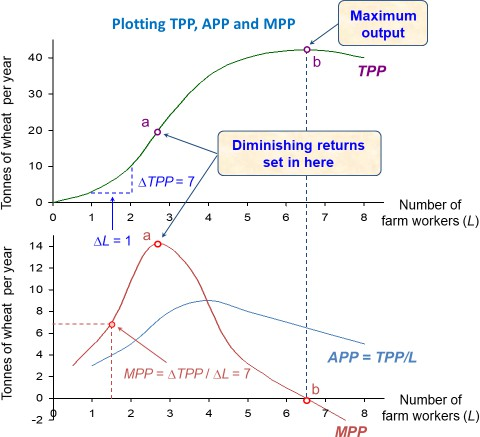 Plotting TPP, APP and MPP
Maximum
output
Tonnes of wheat per year
40
30
20
10
0
b
TPP
a
Diminishing returns
set in here
ΔTPP = 7
ΔL = 1
0 1 2 3 4 5 6 7 8
Number of
farm workers (L)
Tonnes of wheat per year
14
12
10
8
6
4
2
0
-2
a
APP = TPP/L
MPP = ΔTPP / ΔL = 7
b
0 1 2 3 4 5 6 7 8
Number of
farm workers (L)
MPP